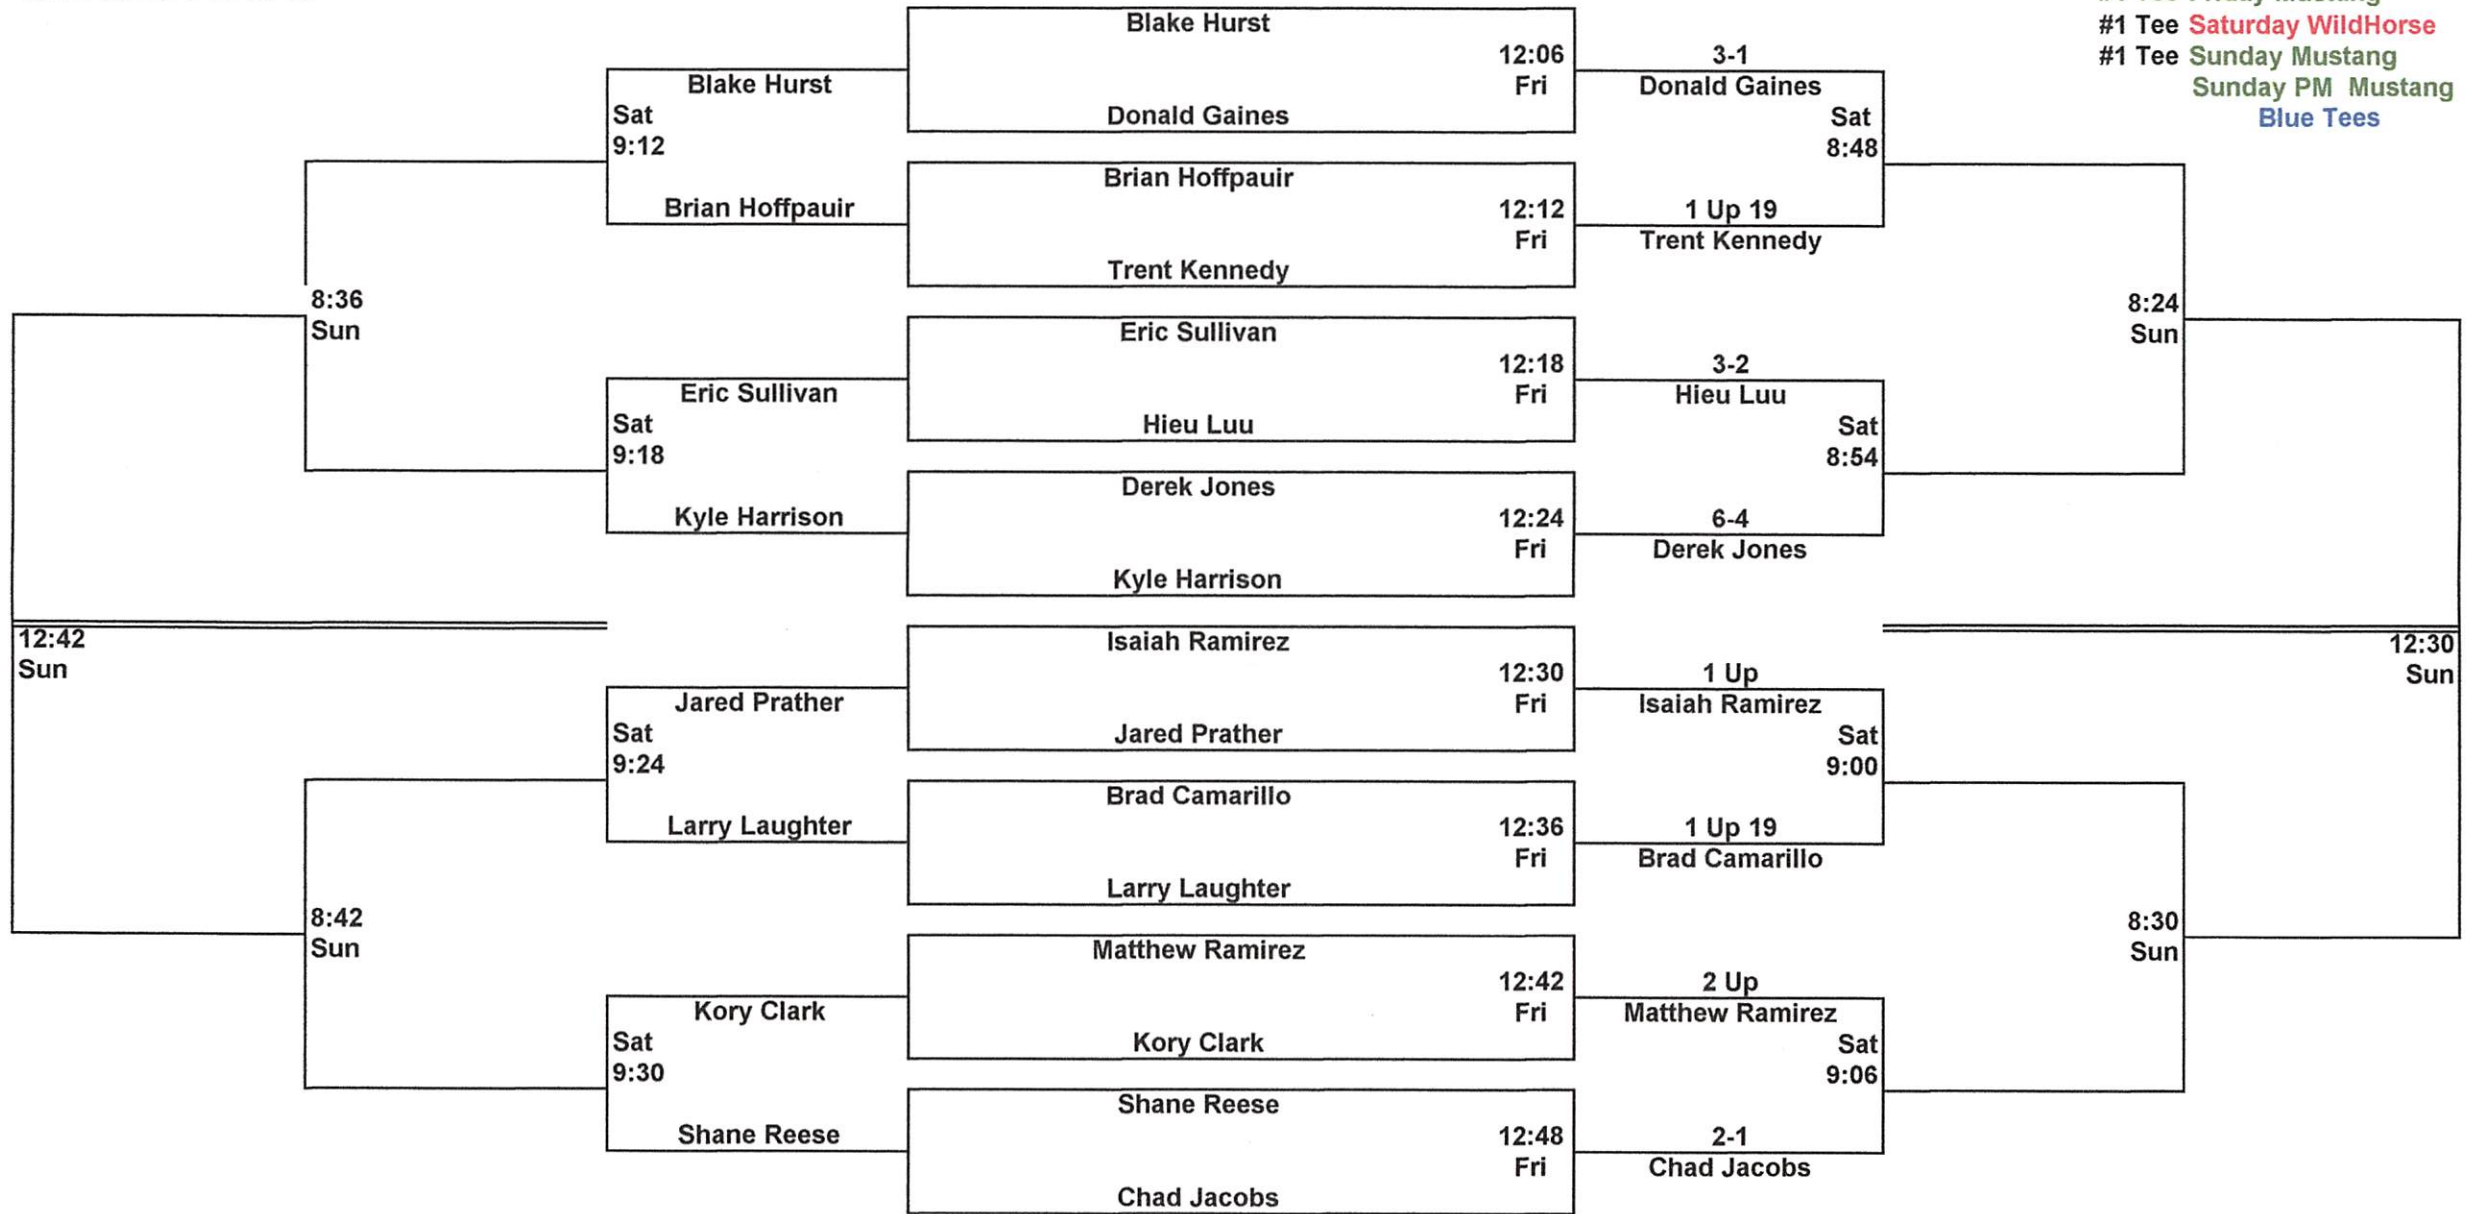 #1 Tee Saturday WildHorse
#1 Tee Sunday Mustang
Sunday PM Mustang
Blue Tees
Blake Hurst
12:06
Fri
Donald Gaines
Brian Hoffpauir
12:12
Fri
Trent Kennedy
Eric Sullivan
12:18
Fri
Hieu Luu
Derek Jones
12:24
Fri
Kyle Harrison
Isaiah Ramirez
12:30
Fri
Jared Prather
Brad Camarillo
12:36
Fri
Larry Laughter
Matthew Ramirez
12:42
Fri
Kory Clark
Shane Reese
12:48
Fri
Chad Jacobs
Blake Hurst
Sat
9:12
Brian Hoffpauir
Eric Sullivan
Sat
9:18
Kyle Harrison
Jared Prather
Sat
9:24
Larry Laughter
Kory Clark
Sat
9:30
Shane Reese
8:36
Sun
8:42
Sun
12:42
Sun
3-1
Donald Gaines
Sat
8:48
1 Up 19
Trent Kennedy
3-2
Hieu Luu
Sat
8:54
6-4
Derek Jones
1 Up
Isaiah Ramirez
Sat
9:00
1 Up 19
Brad Camarillo
2 Up
Matthew Ramirez
Sat
9:06
2-1
Chad Jacobs
8:24
Sun
8:30
Sun
12:30
Sun